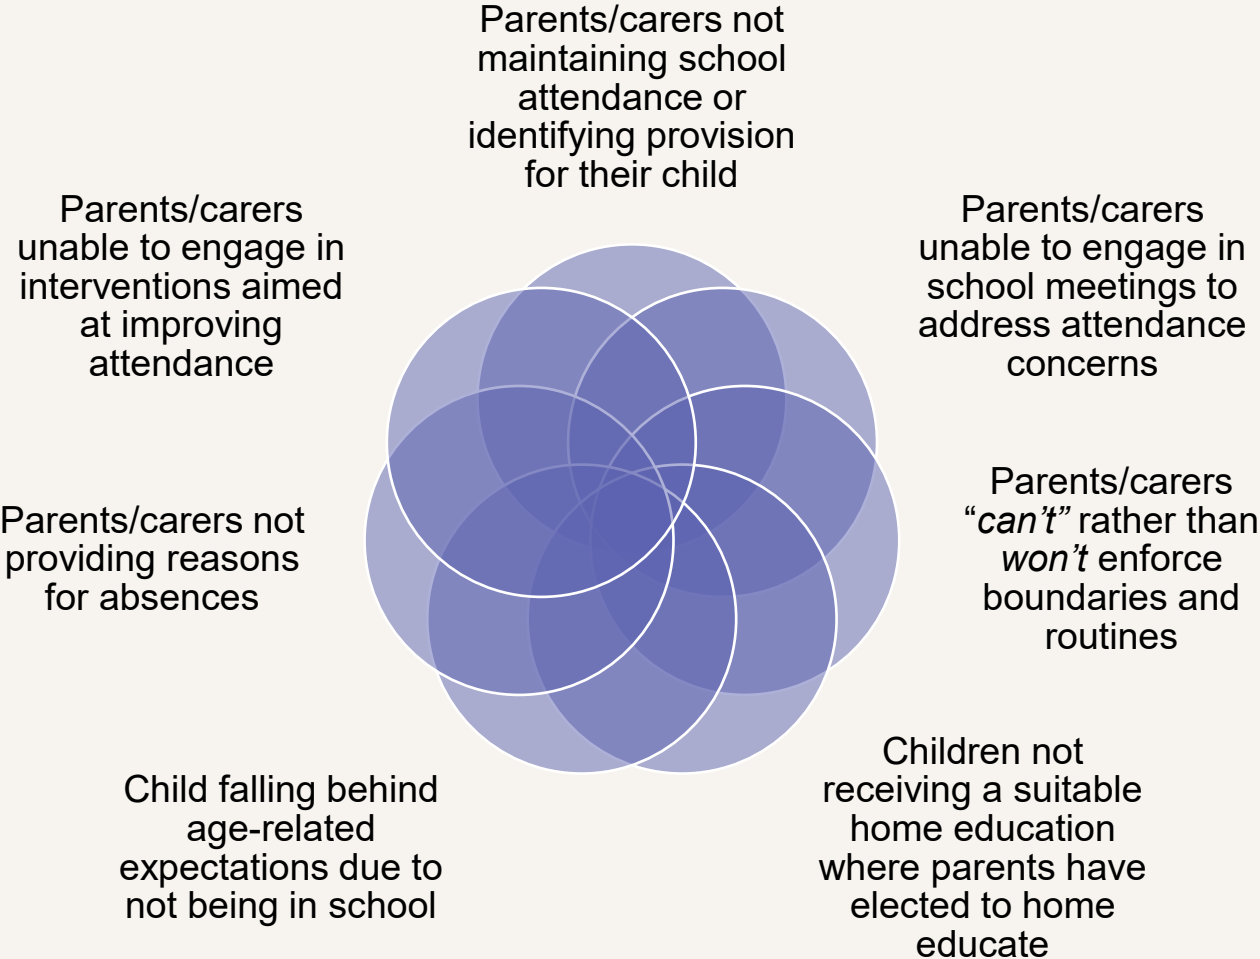 Parents/carers not
maintaining school
attendance or
identifying provision
for their child
Parents/carers
unable to engage in
school meetings to
address attendance
concerns
Parents/carers
“can’t” rather than
won’t enforce
boundaries and
routines
Children not
receiving a suitable
home education
where parents have
elected to home
educate
Child falling behind
age-related
expectations due to
not being in school
Parents/carers not
providing reasons
for absences
Parents/carers
unable to engage in
interventions aimed
at improving
attendance